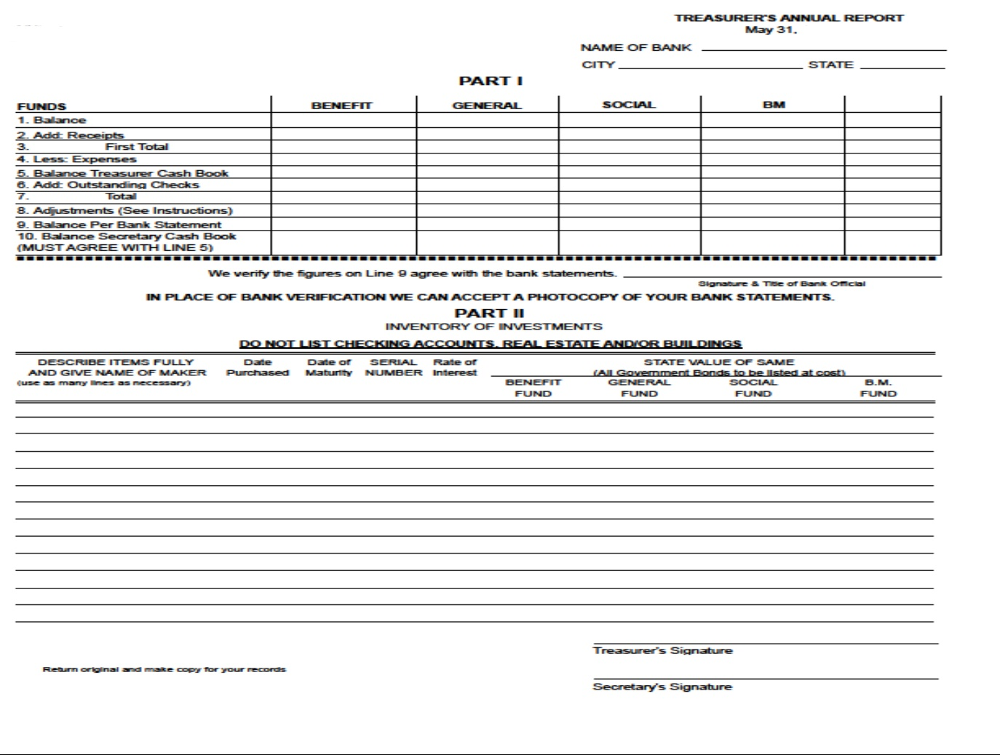 TREASURER'S ANNUAL REPORT
May 31,
NAME OF BANK
CITY STATE
PART I
FUNDS BENEFIT GENERAL SOCIAL BM
1. Balance
2. Add: Receipts
3. First Total
4. Less: Expenses
5. Balance Treasurer Cash Book
6. Add: Outstanding Checks
7. Total
8. Adjustments (See Instructions)
9. Balance Per Bank Statement
10. Balance Secretary Cash Book
(MUST AGREE WITH LINE 5)
We verify the figures on Line 9 agree with the bank statements.
Signature & Title of Bank Official
IN PLACE OF BANK VERIFICATION WE CAN ACCEPT A PHOTOCOPY OF YOUR BANK STATEMENTS.
PART II
INVENTORY OF INVESTMENTS
DO NOT LIST CHECKING ACCOUNTS, REAL ESTATE AND/OR BUILDINGS
DESCRIBE ITEMS FULLY Date Date of SERIAL Rate of STATE VALUE OF SAME
AND GIVE NAME OF MAKER Purchased Maturity NUMBER Interest (All Government Bonds to be listed at cost)
(use as many lines as necessary) BENEFIT GENERAL SOCIAL B.M.
FUND FUND FUND FUND
Treasurer's Signature
Return original and make copy for your records
Secretary's Signature